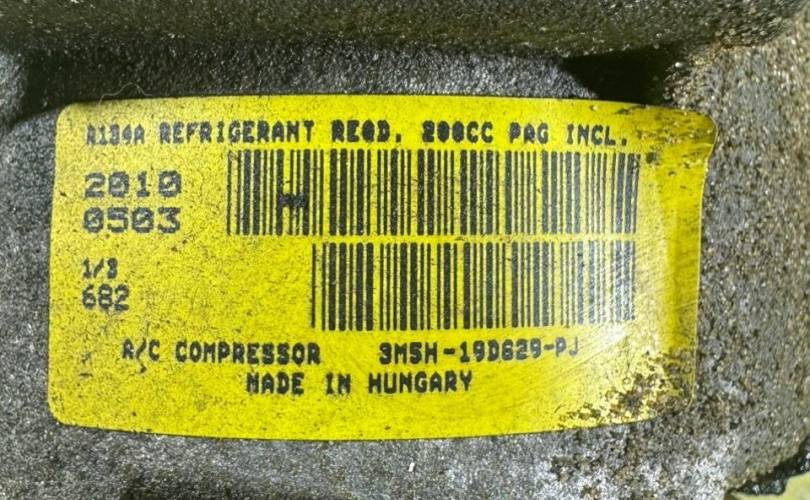 R134A REFRIGERANT REQD. 200CC PAG INCL.
2010
0503
1/3
682
A/C COMPRESSOR 3M5H-19D629-PJ
MADE IN HUNGARY